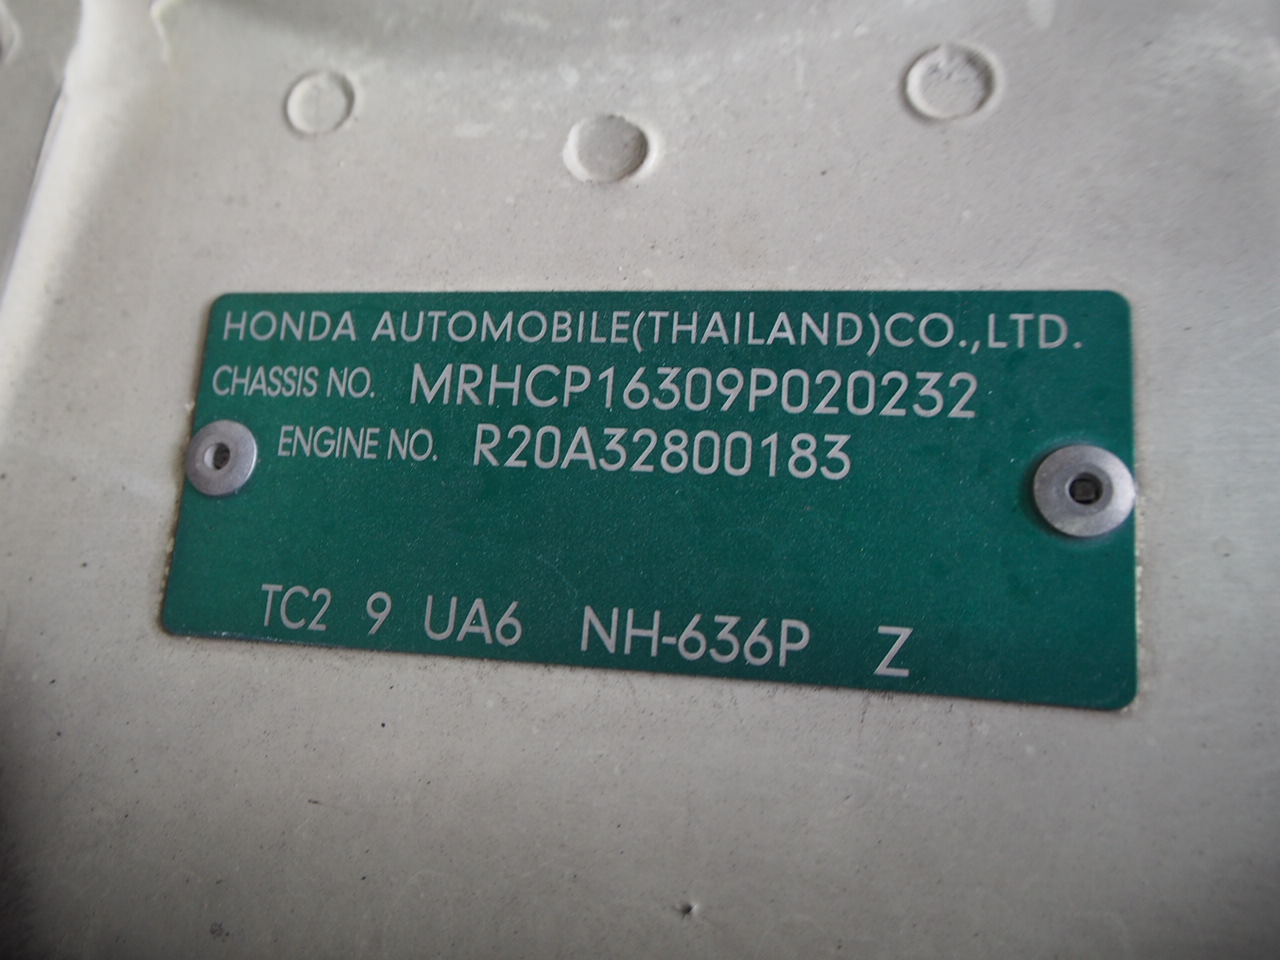 HONDA AUTOMOBILE(THAILAND)CO.,LTD.
CHASSIS NO. MRHCP16309P020232
ENGINE NO. R20A32800183
TC2 9 UA6 NH-636P Z